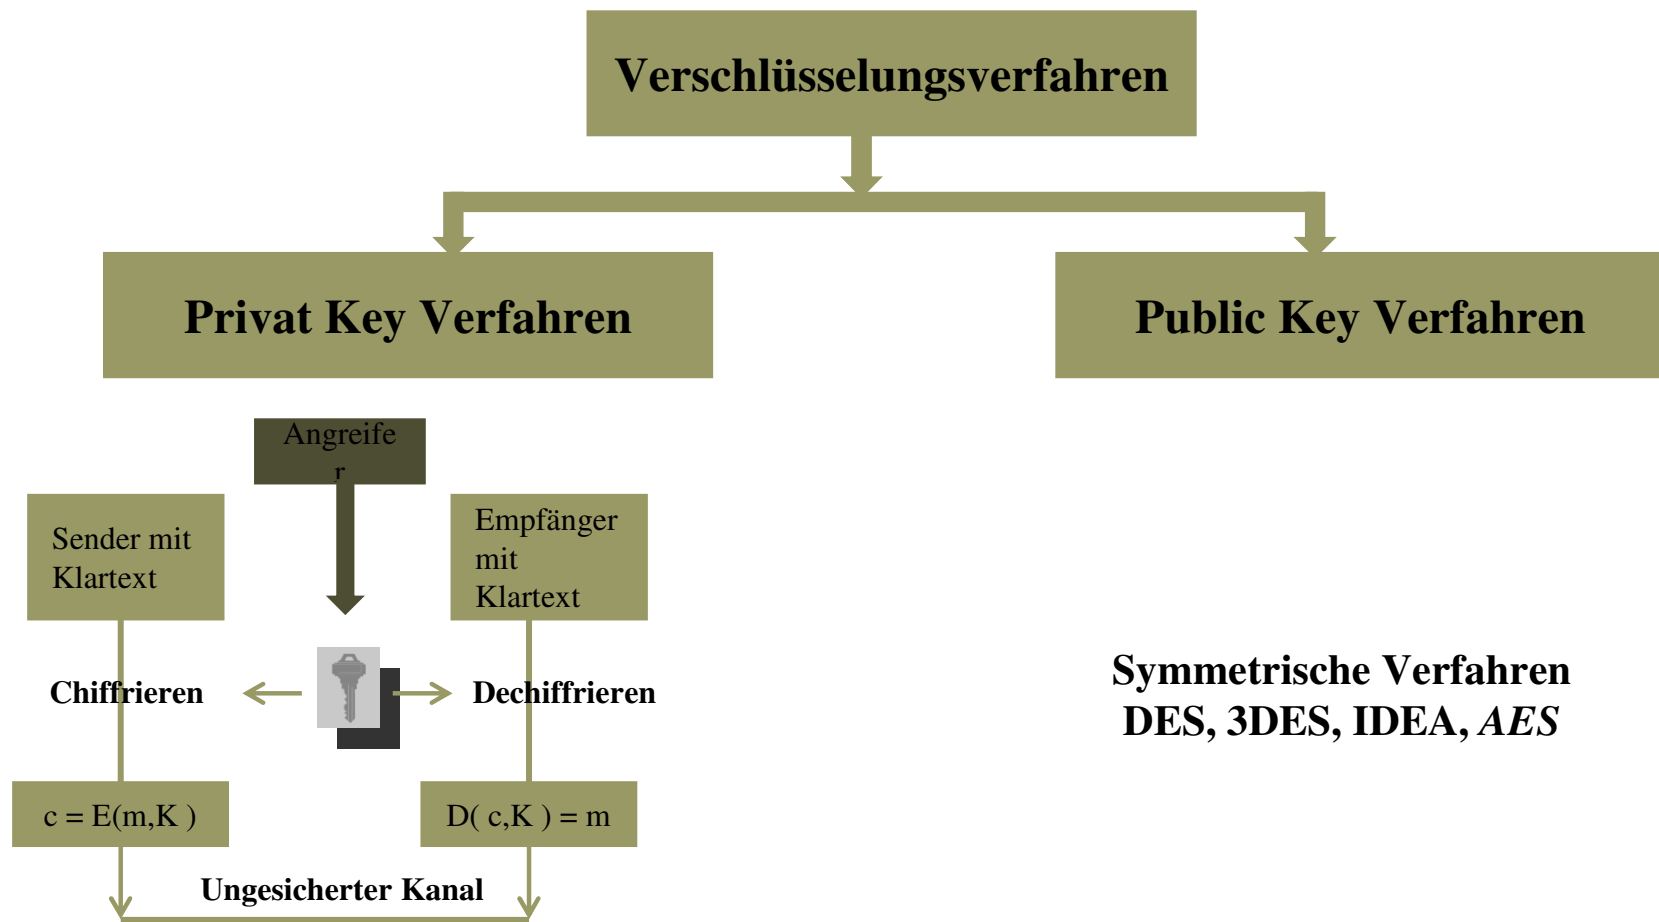 Verschlüsselungsverfahren
Privat Key Verfahren
Public Key Verfahren
Angreife
r
Sender mit
Klartext
Empfänger
mit
Klartext
Chiffrieren
Dechiffrieren
Symmetrische Verfahren
DES, 3DES, IDEA, AES
c = E(m,K )
D( c,K ) = m
Ungesicherter Kanal